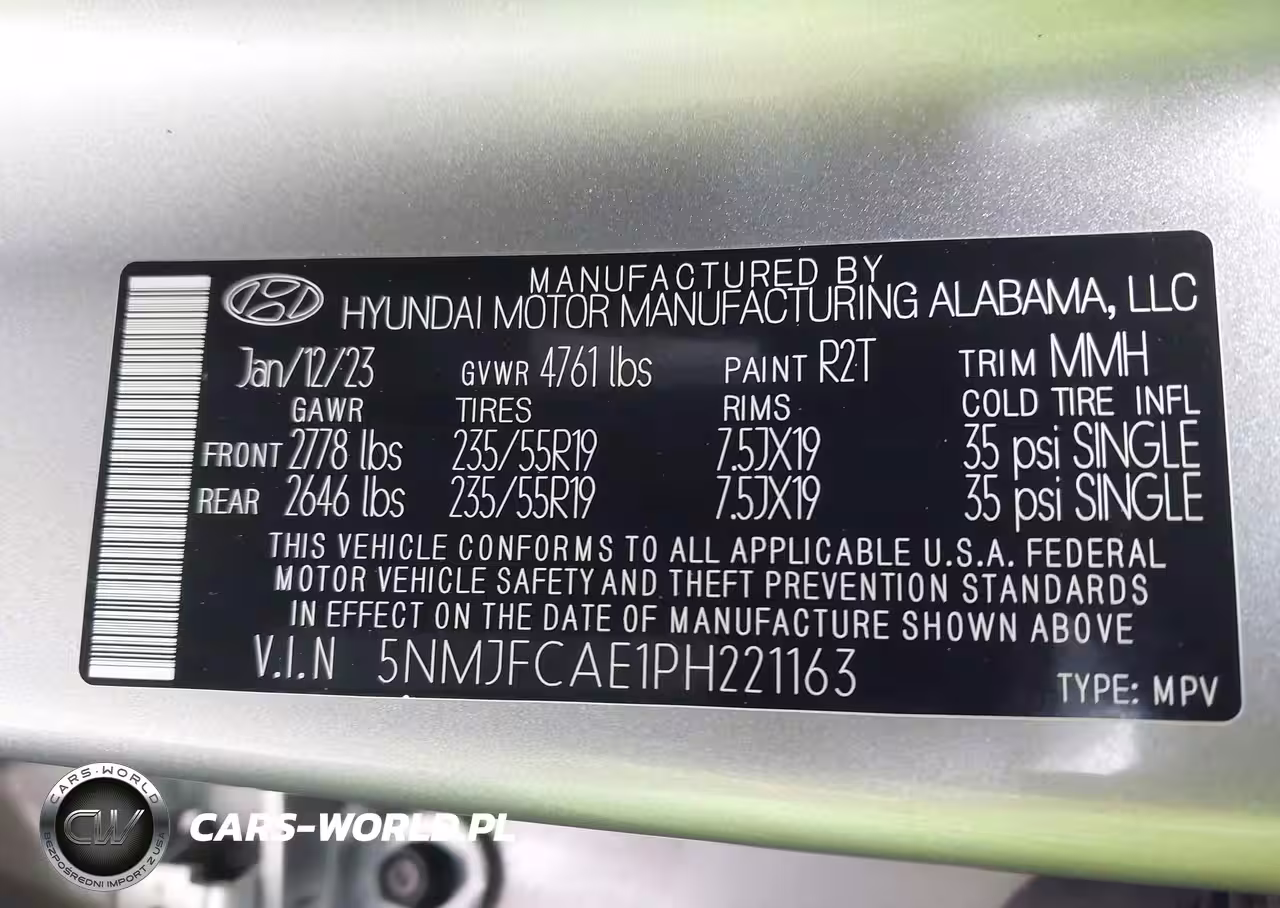 MANUFACTURED BY
HYUNDAI MOTOR MANUFACTURING ALABAMA, LLC
Jan/12/23 GVWR 4761 lbs PAINT R2T TRIM MMH
GAWR TIRES RIMS COLD TIRE INFL
FRONT 2778 lbs 235/55R19 7.5JX19 35 psi SINGLE
REAR 2646 lbs 235/55R19 7.5JX19 35 psi SINGLE
THIS VEHICLE CONFORMS TO ALL APPLICABLE U.S.A. FEDERAL
MOTOR VEHICLE SAFETY AND THEFT PREVENTION STANDARDS
IN EFFECT ON THE DATE OF MANUFACTURE SHOWN ABOVE
V.I.N 5NMJFCAE1PH221163 TYPE: MPV
CARS-WORLD
CW
BEZPOŚREDNI IMPORT Z USA
CARS-WORLD.PL